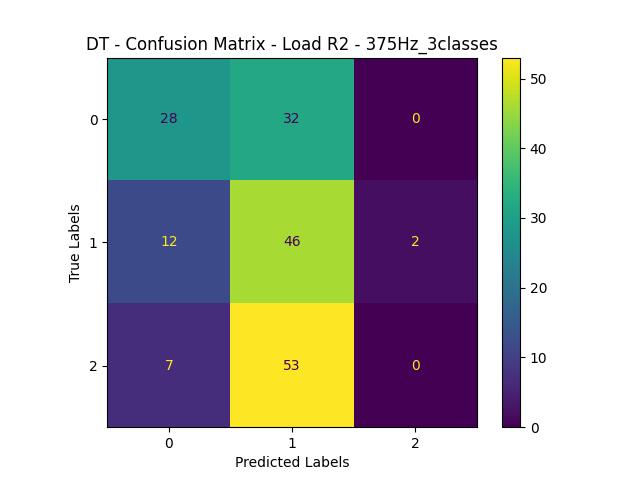 DT - Confusion Matrix - Load R2 - 375Hz_3classes
0 28 32 0
1 12 46 2
2 7 53 0
0 1 2
True Labels
Predicted Labels
50
40
30
20
10
0